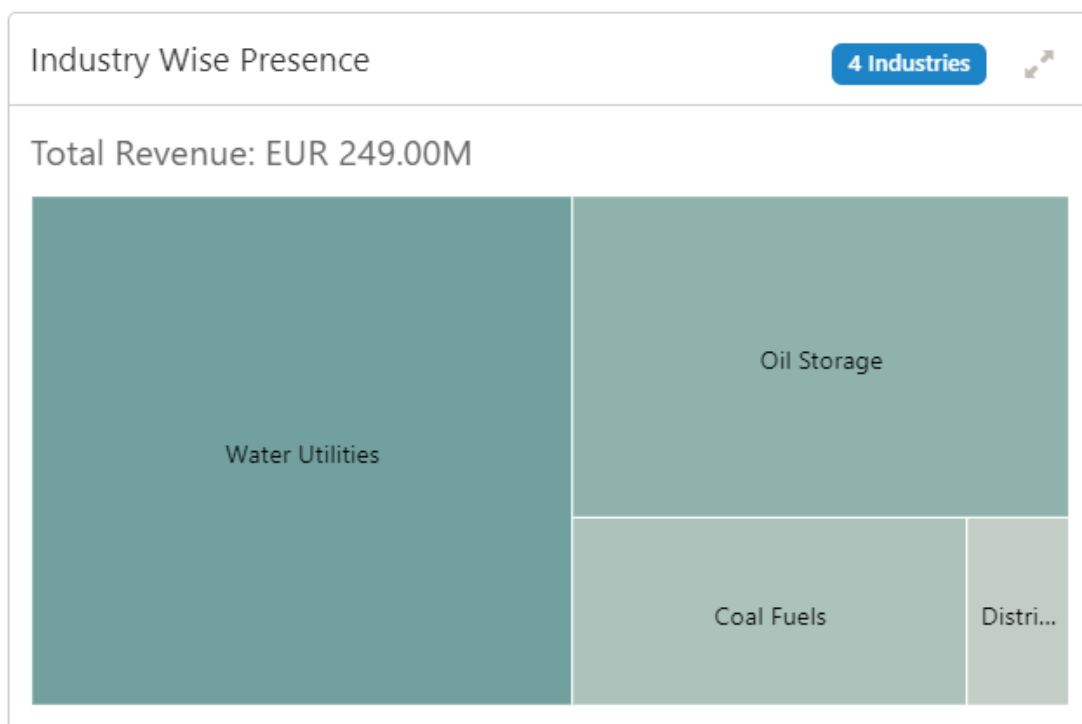 Industry Wise Presence
4 Industries
Total Revenue: EUR 249.00M
Oil Storage
Water Utilities
Coal Fuels
Distri...